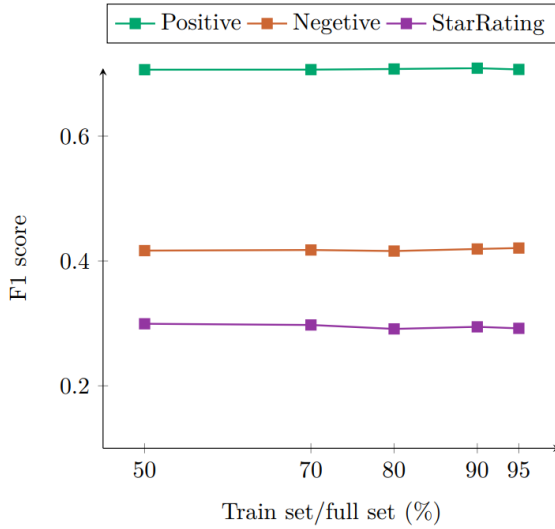 Positive Negetive StarRating
0.6
0.4
0.2
F1 score
50 70 80 90 95
Train set/full set (%)